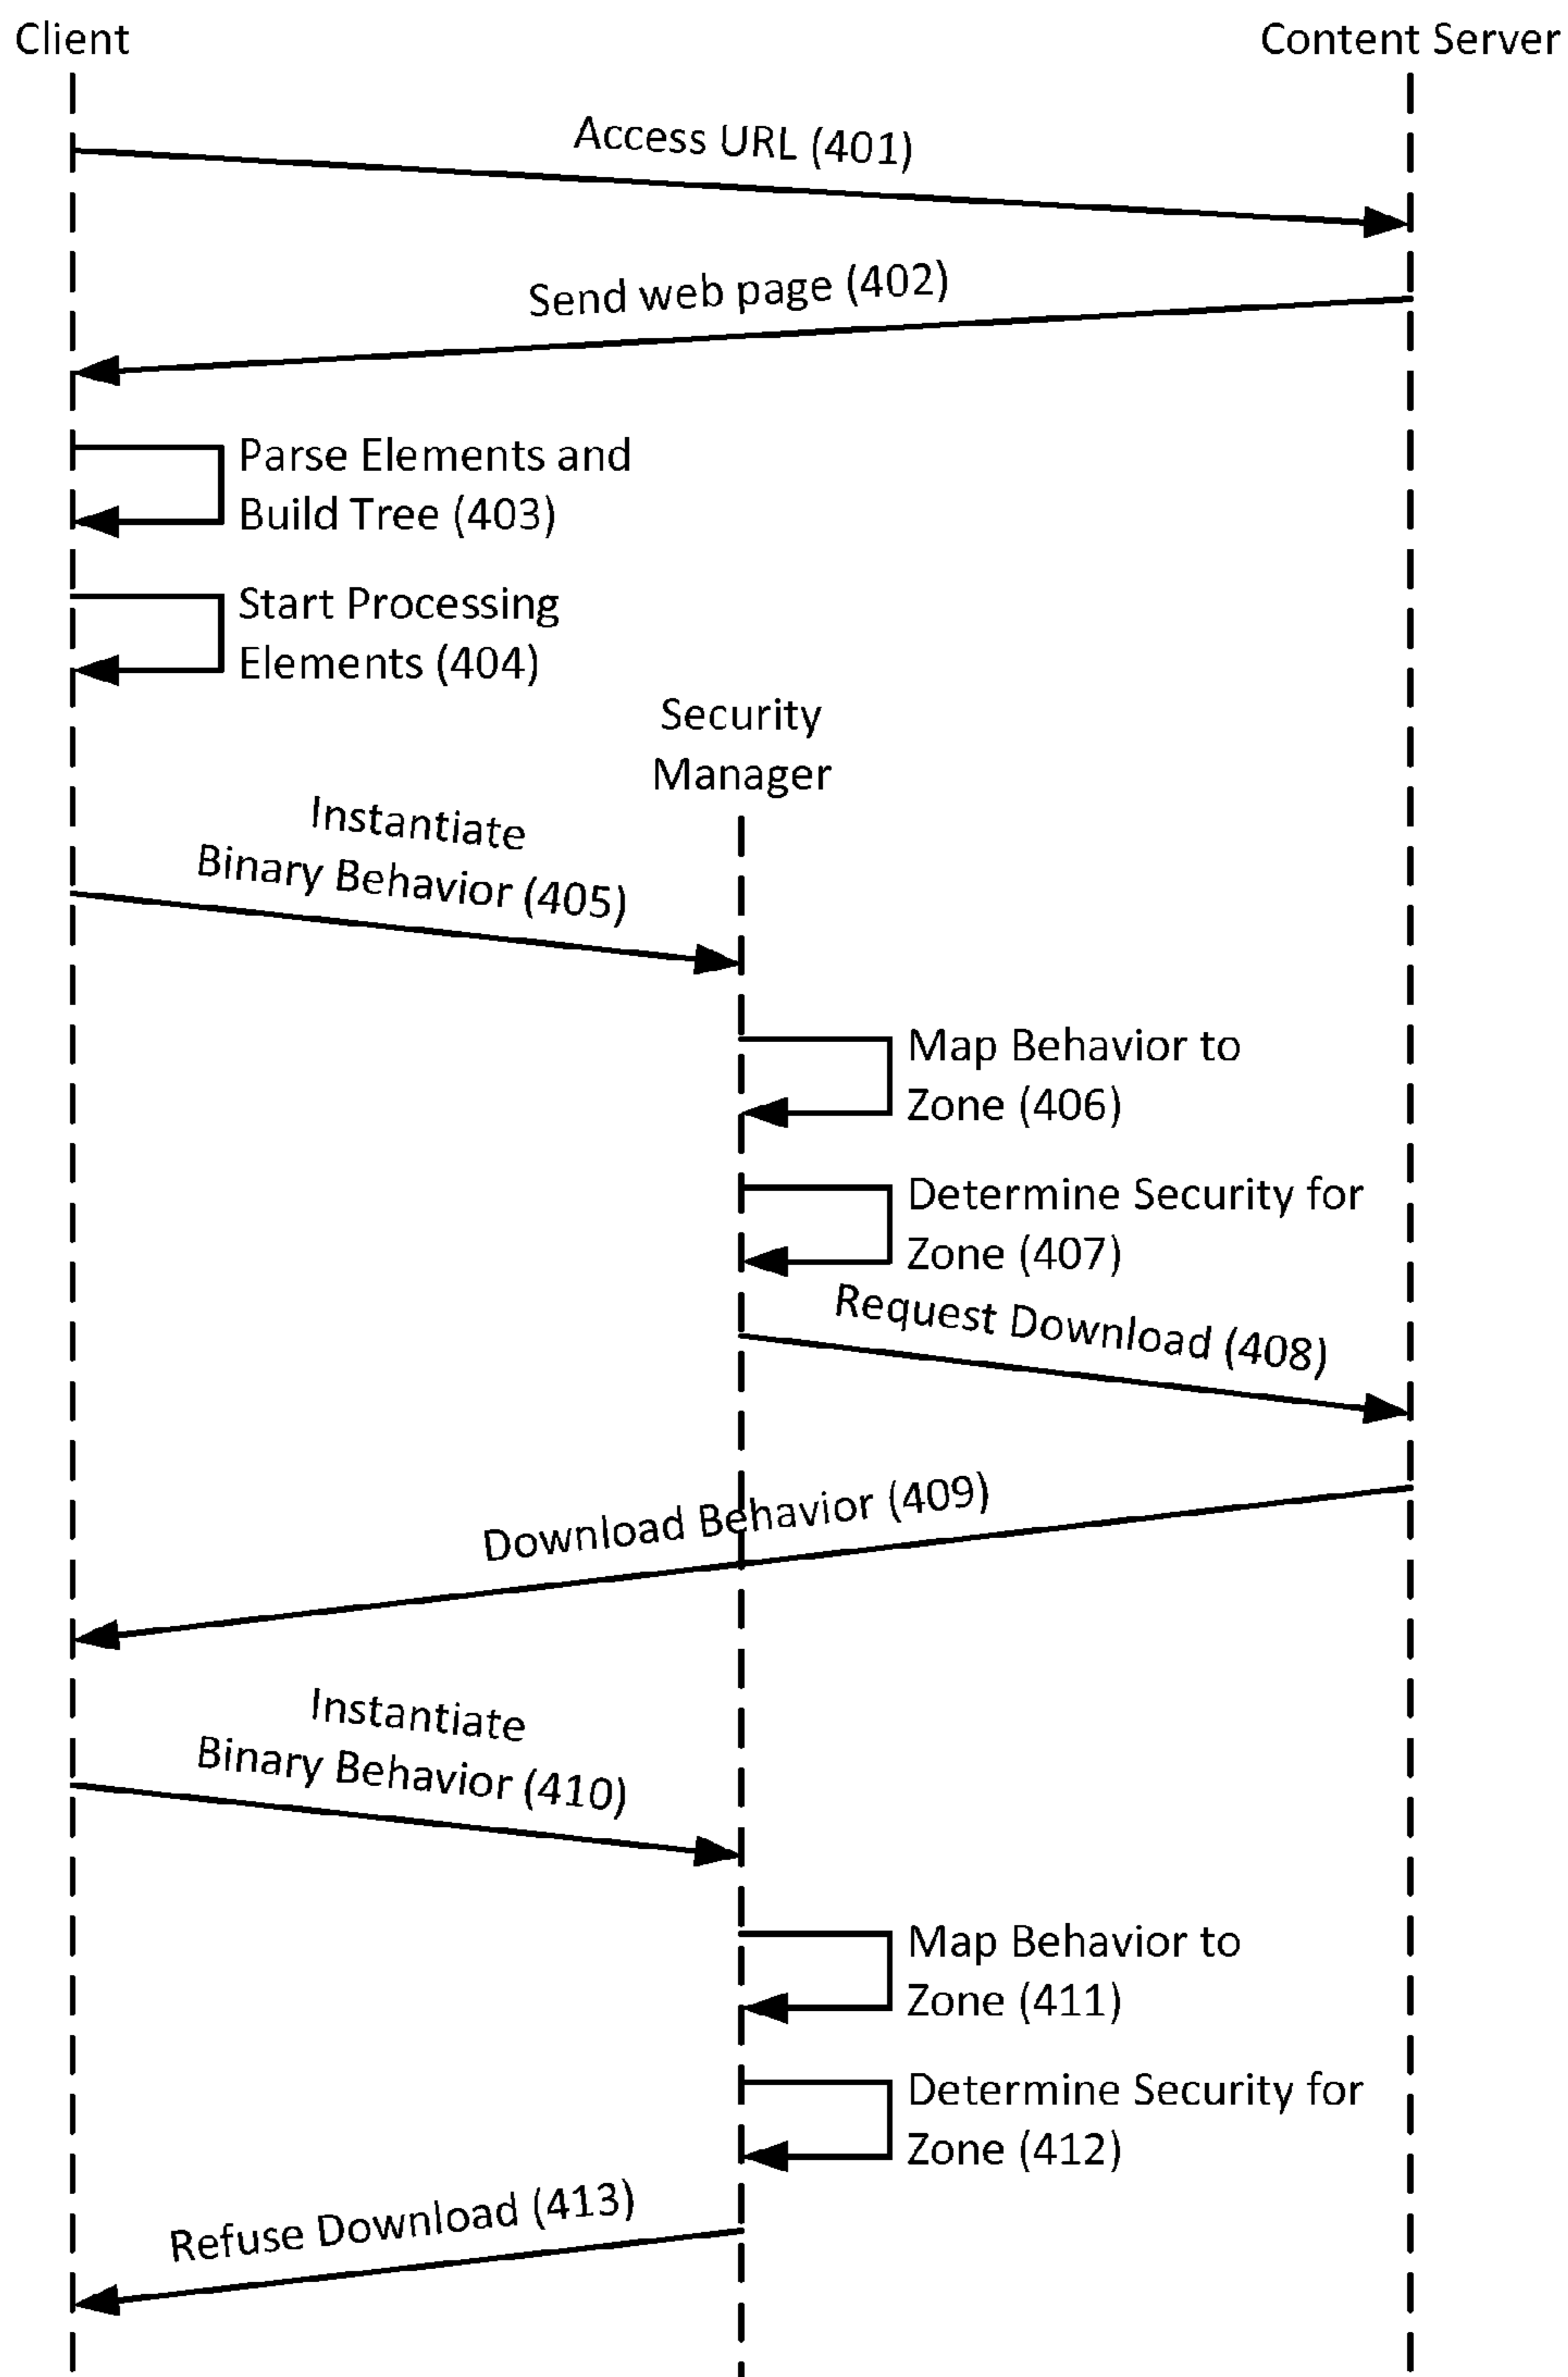 Client
Content Server
Access URL (401)
Send web page (402)
Parse Elements and
Build Tree (403)
Start Processing
Elements (404)
Security
Manager
Instantiate
Binary Behavior (405)
Map Behavior to
Zone (406)
Determine Security for
Zone (407)
Request Download (408)
Download Behavior (409)
Instantiate
Binary Behavior (410)
Map Behavior to
Zone (411)
Determine Security for
Zone (412)
Refuse Download (413)